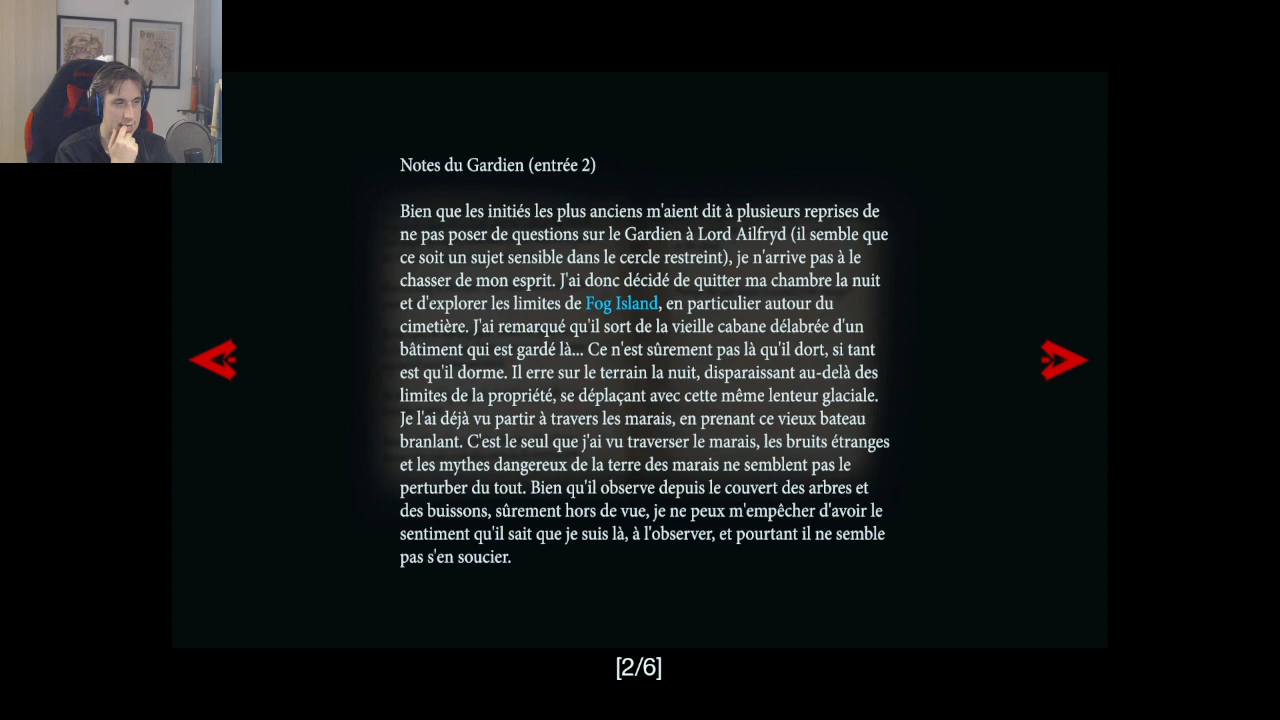 Notes du Gardien (entrée 2)
Bien que les initiés les plus anciens m'aient dit à plusieurs reprises de
ne pas poser de questions sur le Gardien à Lord Ailfryd (il semble que
ce soit un sujet sensible dans le cercle restreint), je n'arrive pas à le
chasser de mon esprit. J'ai donc décidé de quitter ma chambre la nuit
et d'explorer les limites de Fog Island, en particulier autour du
cimetière. J'ai remarqué qu'il sort de la vieille cabane délabrée d'un
bâtiment qui est gardé là... Ce n'est sûrement pas là qu'il dort, si tant
est qu'il dorme. Il erre sur le terrain la nuit, disparaissant au-delà des
limites de la propriété, se déplaçant avec cette même lenteur glaciale.
Je l'ai déjà vu partir à travers les marais, en prenant ce vieux bateau
branlant. C'est le seul que j'ai vu traverser le marais, les bruits étranges
et les mythes dangereux de la terre des marais ne semblent pas le
perturber du tout. Bien qu'il observe depuis le couvert des arbres et
des buissons, sûrement hors de vue, je ne peux m'empêcher d'avoir le
sentiment qu'il sait que je suis là, à l'observer, et pourtant il ne semble
pas s'en soucier.
[2/6]